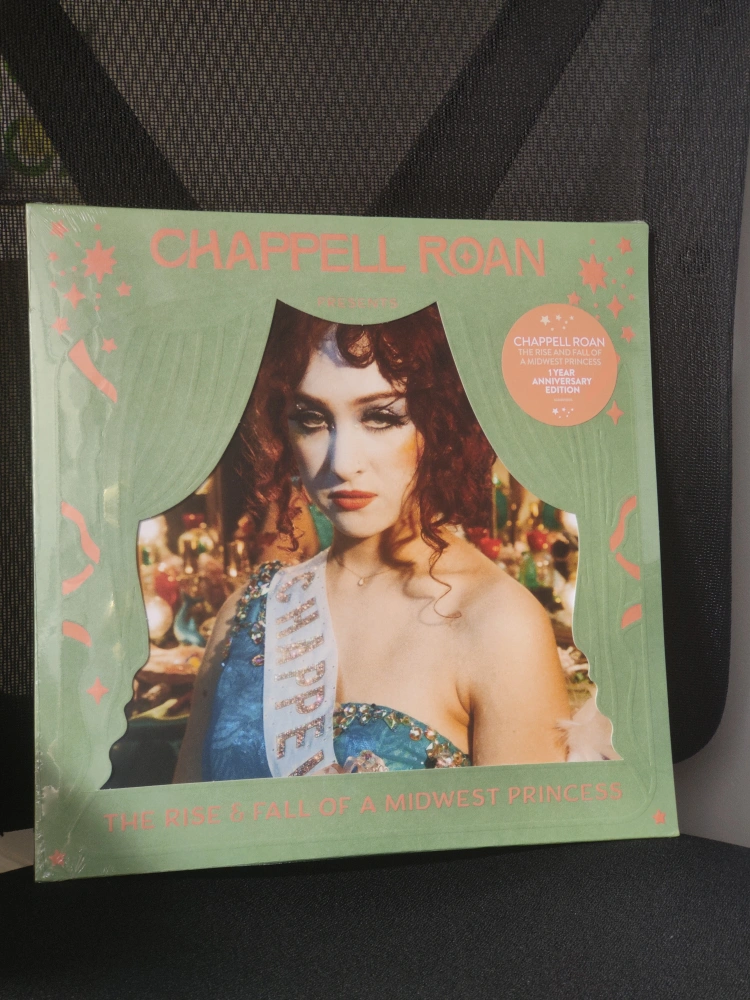 CHAPPELL ROAN
PRESENTS
CHAPPELL ROAN
THE RISE AND FALL OF
A MIDWEST PRINCESS
1 YEAR
ANNIVERSARY
EDITION
CHAPPEL
THE RISE & FALL OF A MIDWEST PRINCESS